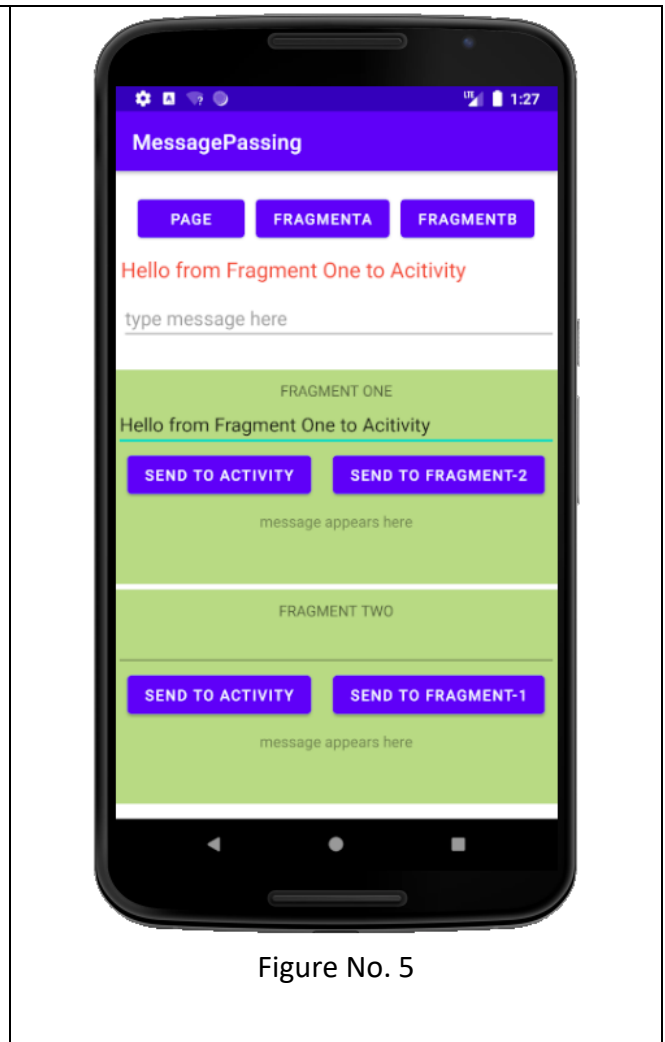 LTE 1:27
MessagePassing
PAGE FRAGMENTA FRAGMENTB
Hello from Fragment One to Acitivity
type message here
FRAGMENT ONE
Hello from Fragment One to Acitivity
SEND TO ACTIVITY SEND TO FRAGMENT-2
message appears here
FRAGMENT TWO
SEND TO ACTIVITY SEND TO FRAGMENT-1
message appears here
Figure No. 5